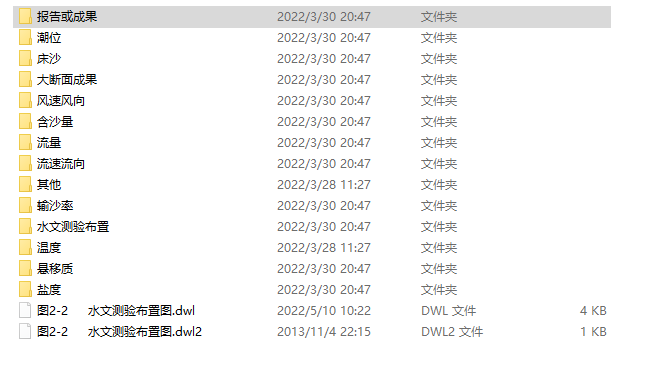 报告或成果 2022/3/30 20:47 文件夹
潮位 2022/3/30 20:47 文件夹
床沙 2022/3/30 20:47 文件夹
大断面成果 2022/3/30 20:47 文件夹
风速风向 2022/3/30 20:47 文件夹
含沙量 2022/3/30 20:47 文件夹
流量 2022/3/30 20:47 文件夹
流速流向 2022/3/30 20:47 文件夹
其他 2022/3/28 11:27 文件夹
输沙率 2022/3/30 20:47 文件夹
水文测验布置 2022/3/30 20:47 文件夹
温度 2022/3/28 11:27 文件夹
悬移质 2022/3/30 20:47 文件夹
盐度 2022/3/30 20:47 文件夹
图2-2 水文测验布置图.dwl 2022/5/10 10:22 DWL 文件 4 KB
图2-2 水文测验布置图.dwl2 2013/11/4 22:15 DWL2 文件 1 KB